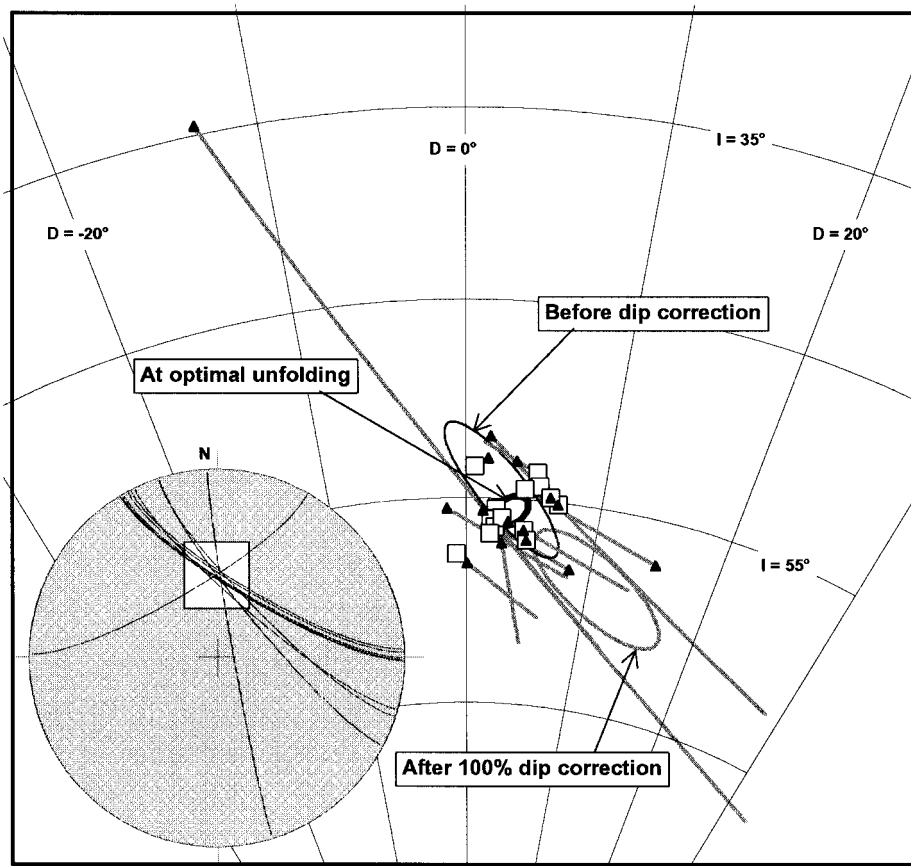 D = 0°
I = 35°
D = -20°
D = 20°
Before dip correction
At optimal unfolding
N
I = 55°
After 100% dip correction